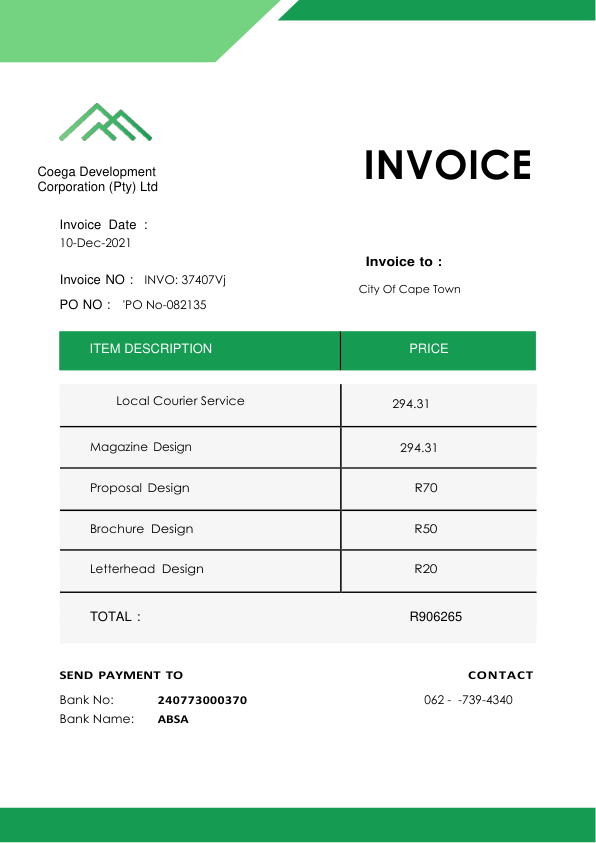 INVOICE
Coega Development
Corporation (Pty) Ltd
Invoice Date :
10-Dec-2021
Invoice to :
Invoice NO : INVO: 37407Vj
City Of Cape Town
PO NO : 'PO No-082135
ITEM DESCRIPTION PRICE
Local Courier Service 294.31
Magazine Design 294.31
Proposal Design R70
Brochure Design R50
Letterhead Design R20
TOTAL : R906265
SEND PAYMENT TO CONTACT
Bank No: 240773000370 062 - -739-4340
Bank Name: ABSA